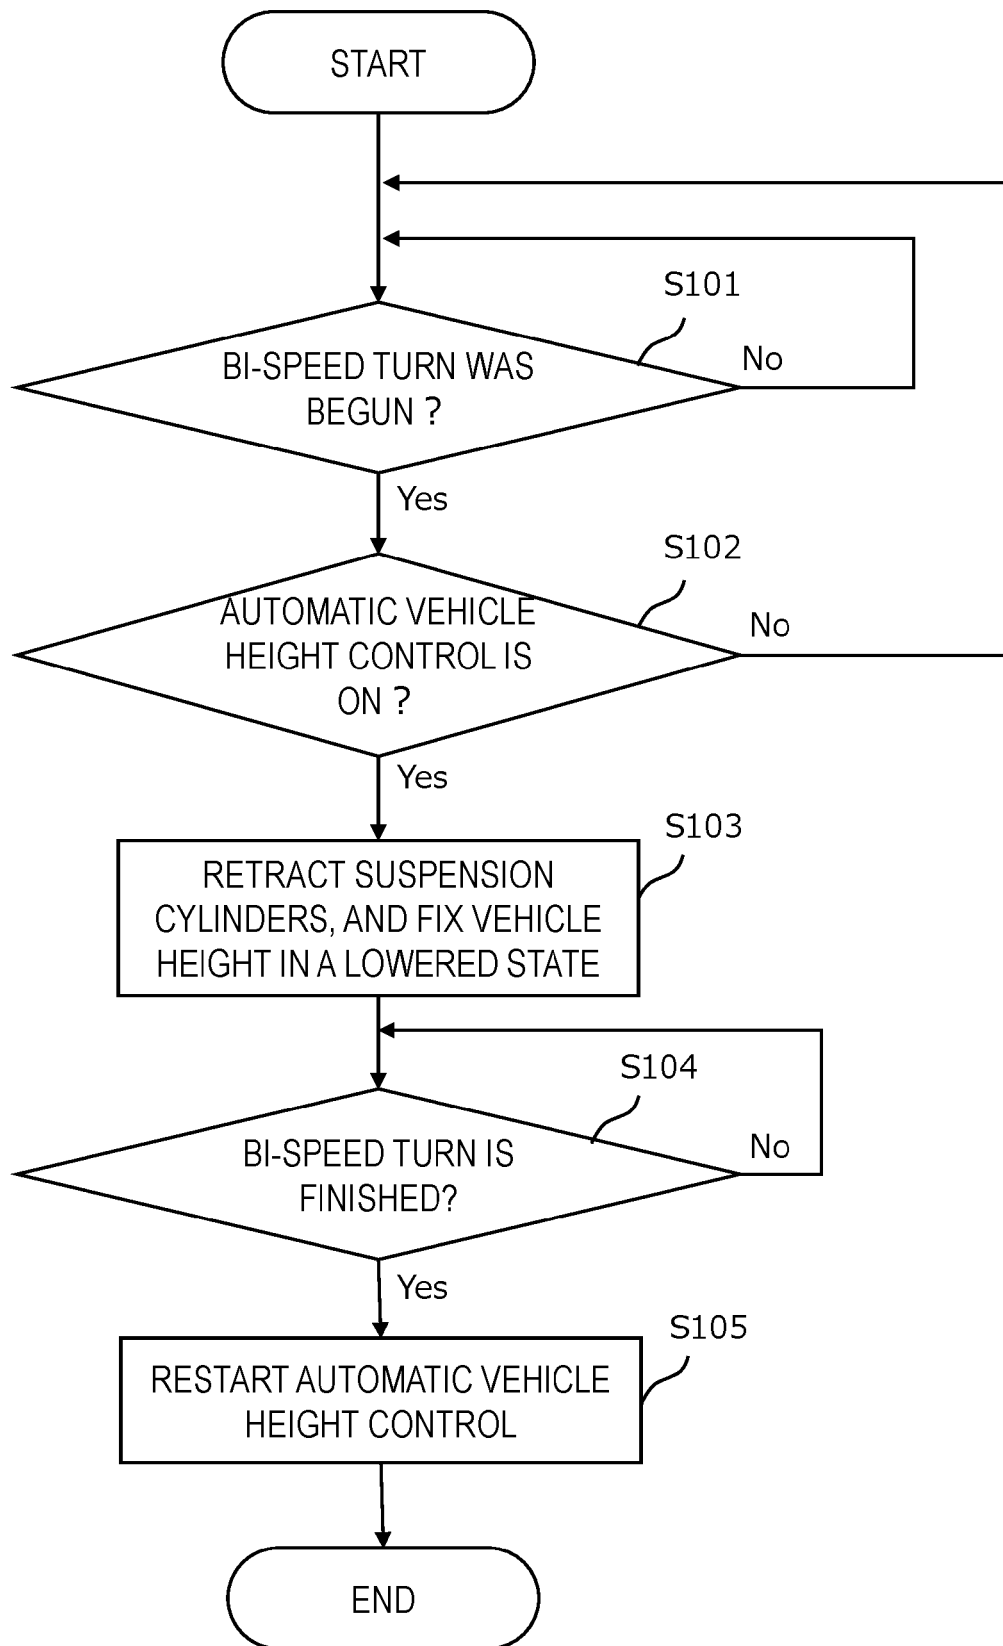 START
S101
BI-SPEED TURN WAS
BEGUN ?
No
Yes
S102
AUTOMATIC VEHICLE
HEIGHT CONTROL IS
ON ?
No
Yes
S103
RETRACT SUSPENSION
CYLINDERS, AND FIX VEHICLE
HEIGHT IN A LOWERED STATE
S104
BI-SPEED TURN IS
FINISHED?
No
Yes
S105
RESTART AUTOMATIC VEHICLE
HEIGHT CONTROL
END